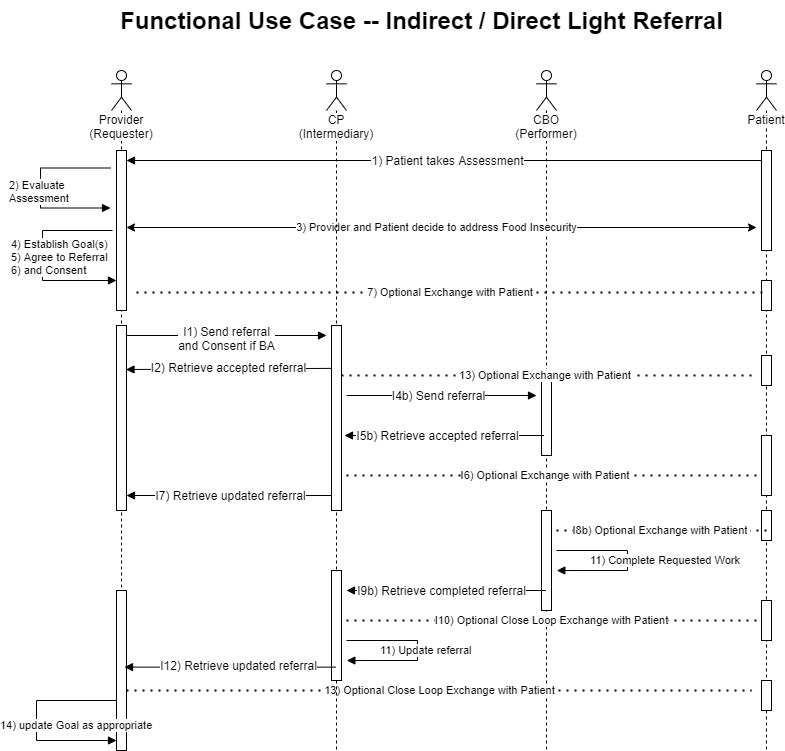 Functional Use Case -- Indirect / Direct Light Referral
Provider
(Requester)
CP
(Intermediary)
CBO
(Performer)
Patient
1) Patient takes Assessment
2) Evaluate
Assessment
3) Provider and Patient decide to address Food Insecurity
4) Establish Goal(s)
5) Agree to Referral
6) and Consent
7) Optional Exchange with Patient
I1) Send referral
and Consent if BA
I2) Retrieve accepted referral
13) Optional Exchange with Patient
I4b) Send referral
I5b) Retrieve accepted referral
I6) Optional Exchange with Patient
I7) Retrieve updated referral
I8b) Optional Exchange with Patient
11) Complete Requested Work
I9b) Retrieve completed referral
I10) Optional Close Loop Exchange with Patient
11) Update referral
I12) Retrieve updated referral
13) Optional Close Loop Exchange with Patient
14) update Goal as appropriate